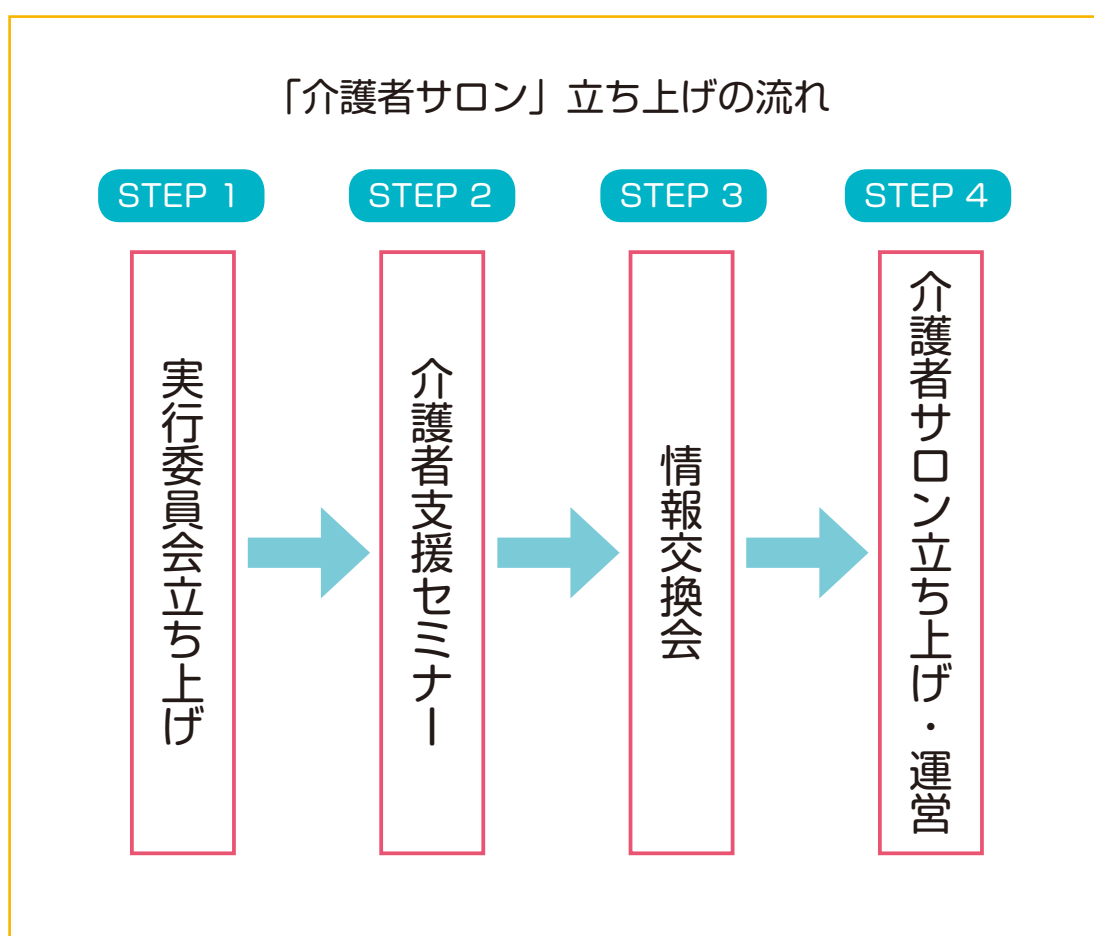 「介護者サロン」立ち上げの流れ
STEP 1
実行委員会立ち上げ
STEP 2
介護者支援セミナー
STEP 3
情報交換会
STEP 4
介護者サロン立ち上げ・運営